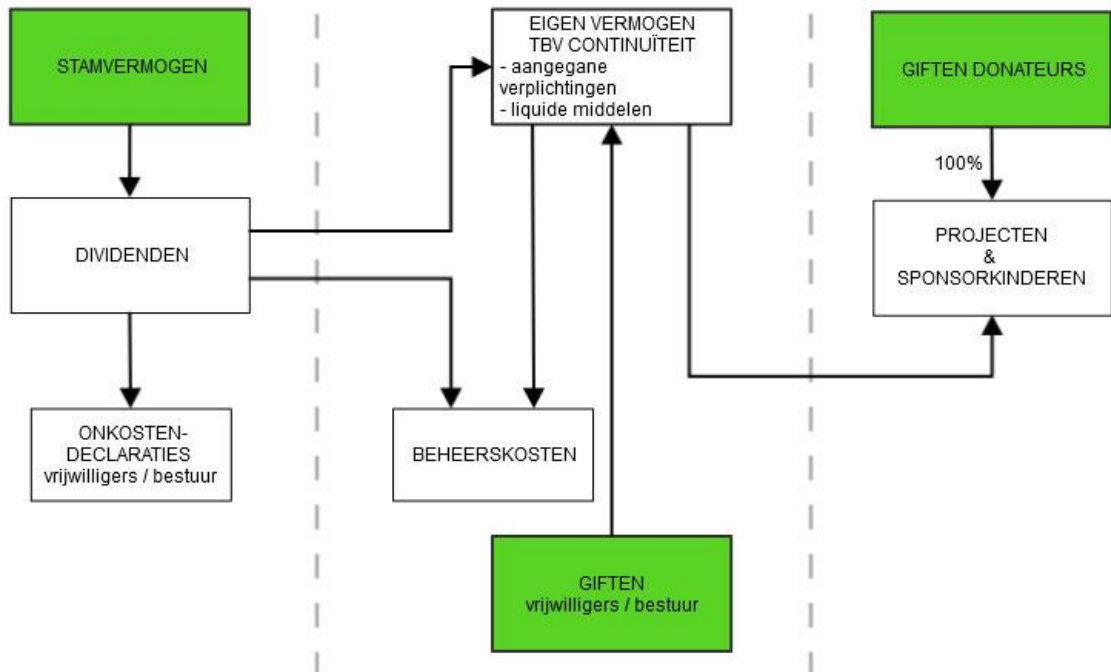 STAMVERMOGEN
EIGEN VERMOGEN
TBV CONTINUÏTEIT
- aangegane
verplichtingen
- liquide middelen
GIFTEN DONATEURS
100%
DIVIDENDEN
PROJECTEN
&
SPONSORKINDEREN
ONKOSTEN-
DECLARATIES
vrijwilligers / bestuur
BEHEERSKOSTEN
GIFTEN
vrijwilligers / bestuur